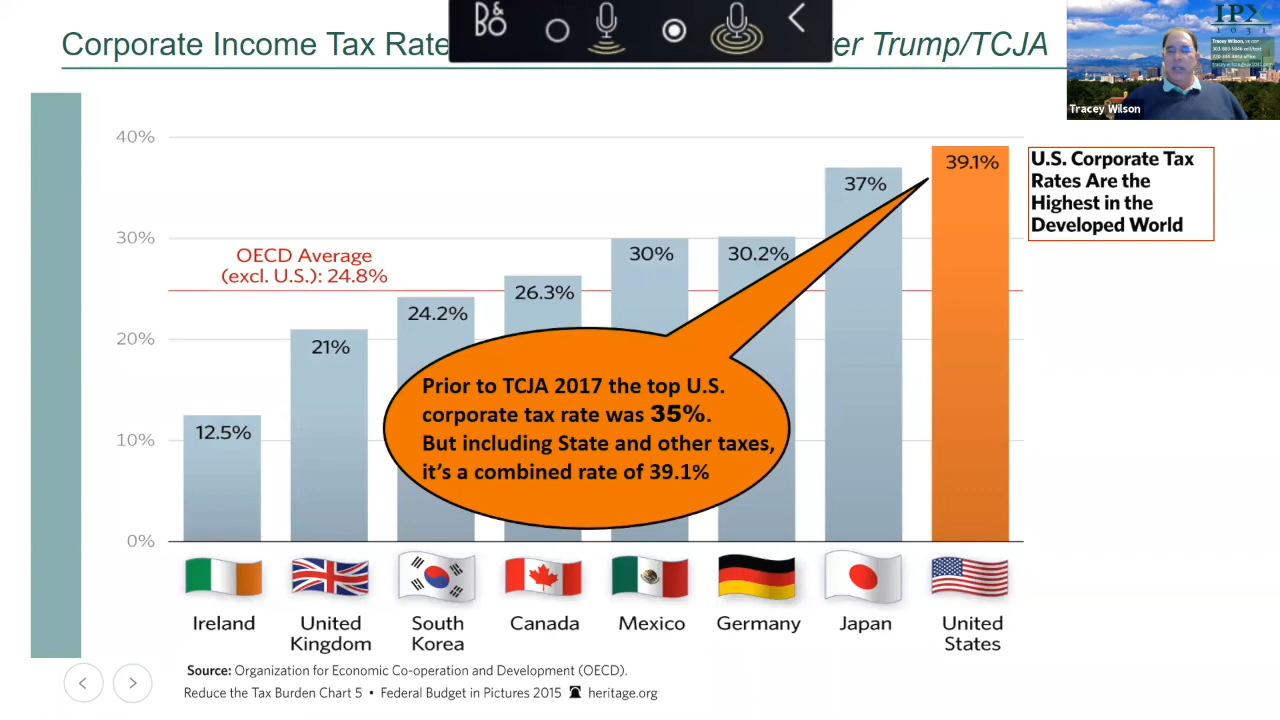 Corporate Income Tax Rate
er Trump/TCJA
B&O
IPX
1031
Tracey Wilson
Tracey Wilson
40%
30%
20%
10%
0%
OECD Average
(excl. U.S.): 24.8%
12.5%
21%
24.2%
26.3%
30%
30.2%
37%
39.1%
U.S. Corporate Tax
Rates Are the
Highest in the
Developed World
Prior to TCJA 2017 the top U.S.
corporate tax rate was 35%.
But including State and other taxes,
it's a combined rate of 39.1%
Ireland
United
Kingdom
South
Korea
Canada
Mexico
Germany
Japan
United
States
Source: Organization for Economic Co-operation and Development (OECD).
Reduce the Tax Burden Chart 5 • Federal Budget in Pictures 2015 heritage.org